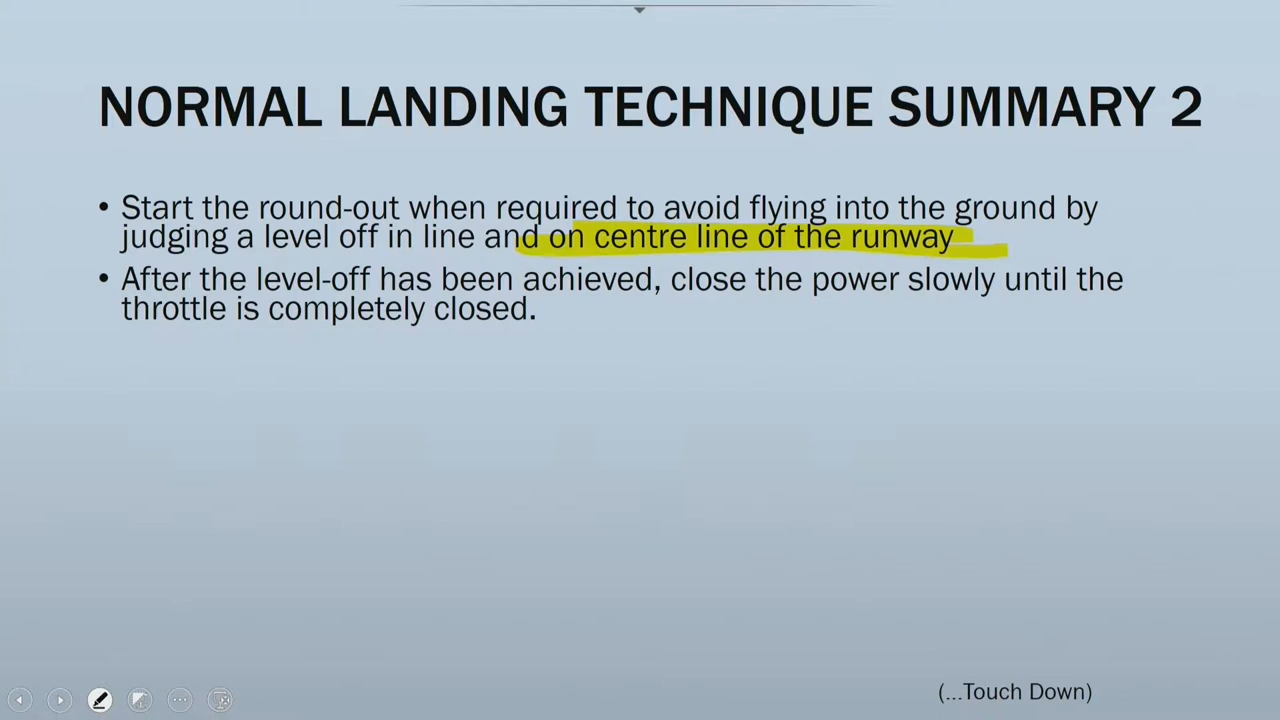 NORMAL LANDING TECHNIQUE SUMMARY 2
• Start the round-out when required to avoid flying into the ground by
judging a level off in line and on centre line of the runway
• After the level-off has been achieved, close the power slowly until the
throttle is completely closed.
(...Touch Down)